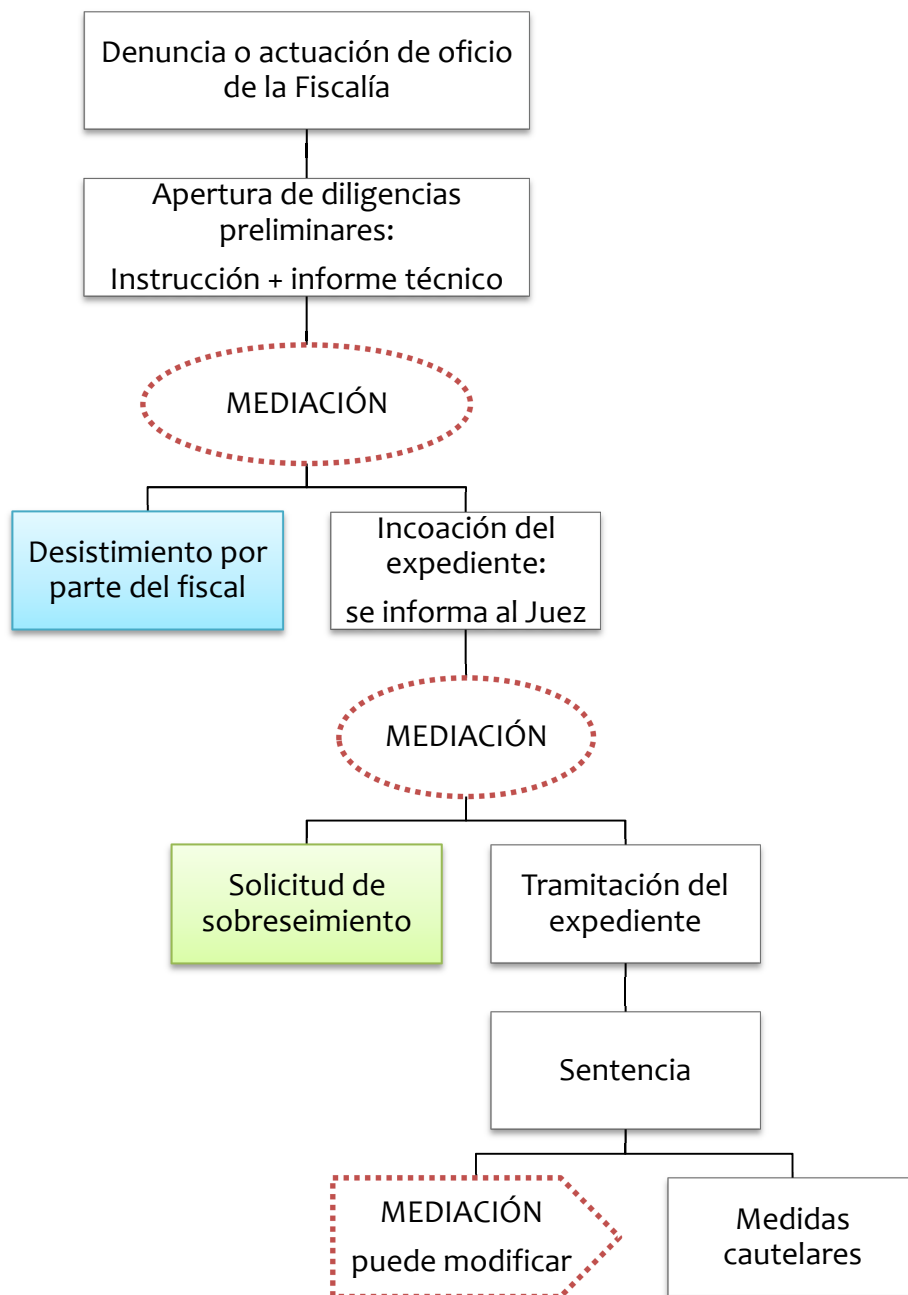 Denuncia o actuación de oficio
de la Fiscalía
Apertura de diligencias
preliminares:
Instrucción + informe técnico
MEDIACIÓN
Desistimiento por
parte del fiscal
Incoación del
expediente:
se informa al Juez
MEDIACIÓN
Solicitud de
sobreseimiento
Tramitación del
expediente
Sentencia
MEDIACIÓN
puede modificar
Medidas
cautelares